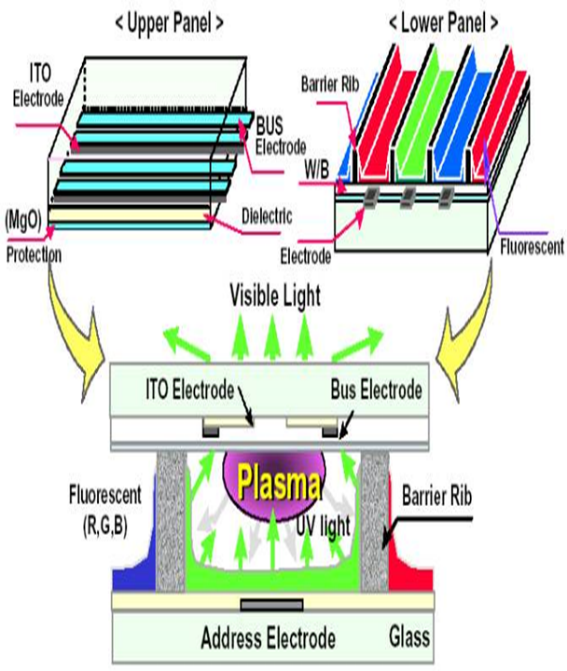 < Upper Panel >
< Lower Panel >
ITO
Electrode
BUS
Electrode
(MgO)
Protection
Dielectric
Barrier Rib
W/B
Electrode
Fluorescent
Visible Light
ITO Electrode
Bus Electrode
Plasma
UV light
Fluorescent
(R,G,B)
Barrier Rib
Address Electrode
Glass